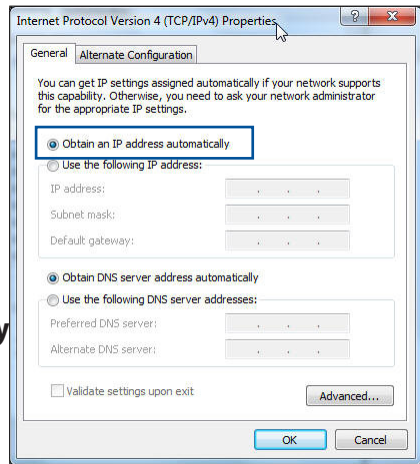 Internet Protocol Version 4 (TCP/IPv4) Properties
General
Alternate Configuration
You can get IP settings assigned automatically if your network supports
this capability. Otherwise, you need to ask your network administrator
for the appropriate IP settings.
Obtain an IP address automatically
Use the following IP address:
IP address:
Subnet mask:
Default gateway:
Obtain DNS server address automatically
Use the following DNS server addresses:
Preferred DNS server:
y
Alternate DNS server:
Validate settings upon exit
Advanced...
OK
Cancel